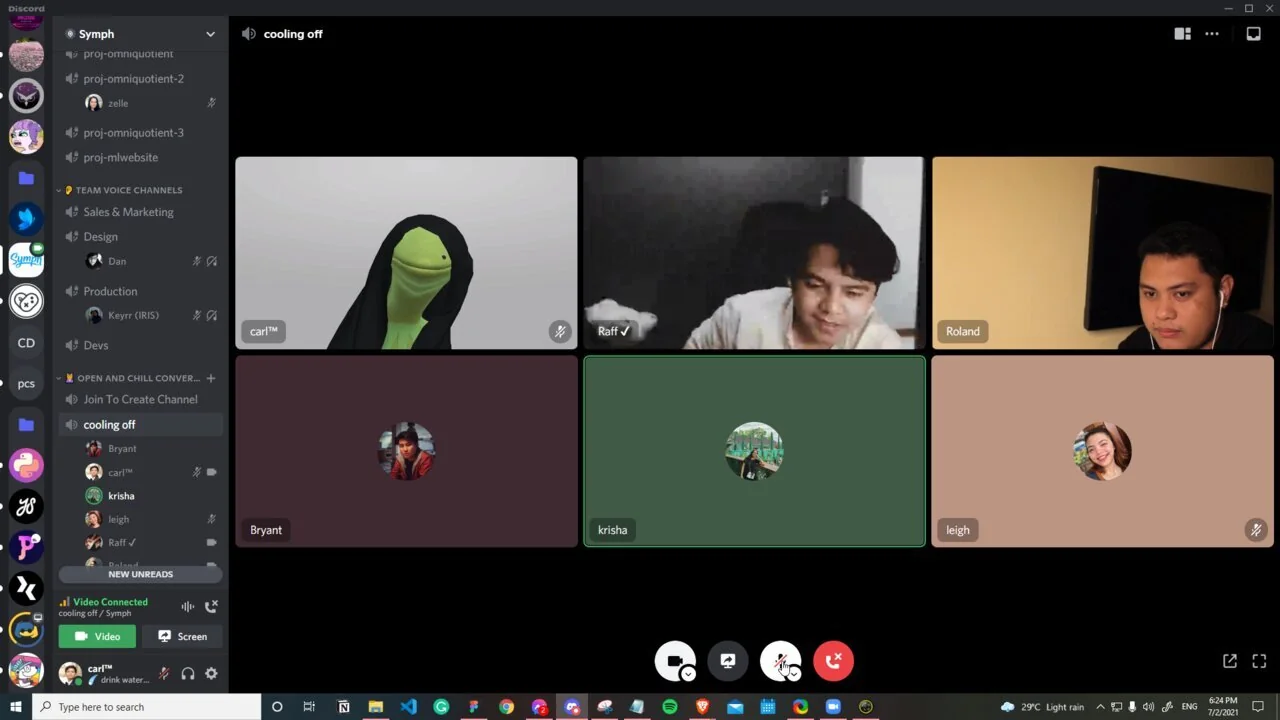 Discord
Symph
proj-omniquotient
proj-omniquotient-2
zelle
proj-omniquotient-3
proj-mlwebsite
TEAM VOICE CHANNELS
Sales & Marketing
Design
Dan
Production
Keyrr (IRIS)
Devs
OPEN AND CHILL CONVER...
Join To Create Channel
cooling off
Bryant
carl™
krisha
leigh
Raff ✓
Roland
NEW UNREADS
Video Connected
cooling off / Symph
Video
Screen
carl™
drink water...
Symph
CD
pcs
cooling off
carl™
Raff ✓
Roland
Bryant
krisha
leigh
Type here to search
29°C Light rain
ENG
6:24 PM
7/2/2021